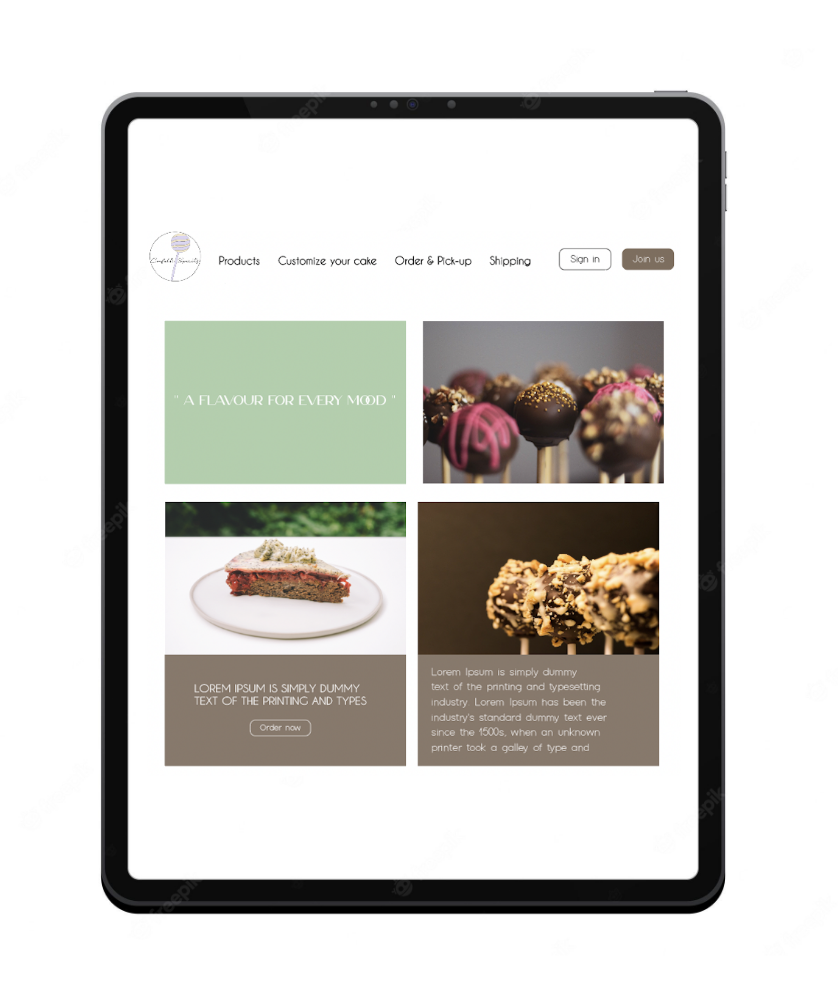 Products Customize your cake Order & Pick-up Shipping Sign in Join us
" A FLAVOUR FOR EVERY MOOD "
LOREM IPSUM IS SIMPLY DUMMY
TEXT OF THE PRINTING AND TYPES
Order now
Lorem Ipsum is simply dummy
text of the printing and typesetting
industry. Lorem Ipsum has been the
industry's standard dummy text ever
since the 1500s, when an unknown
printer took a galley of type and